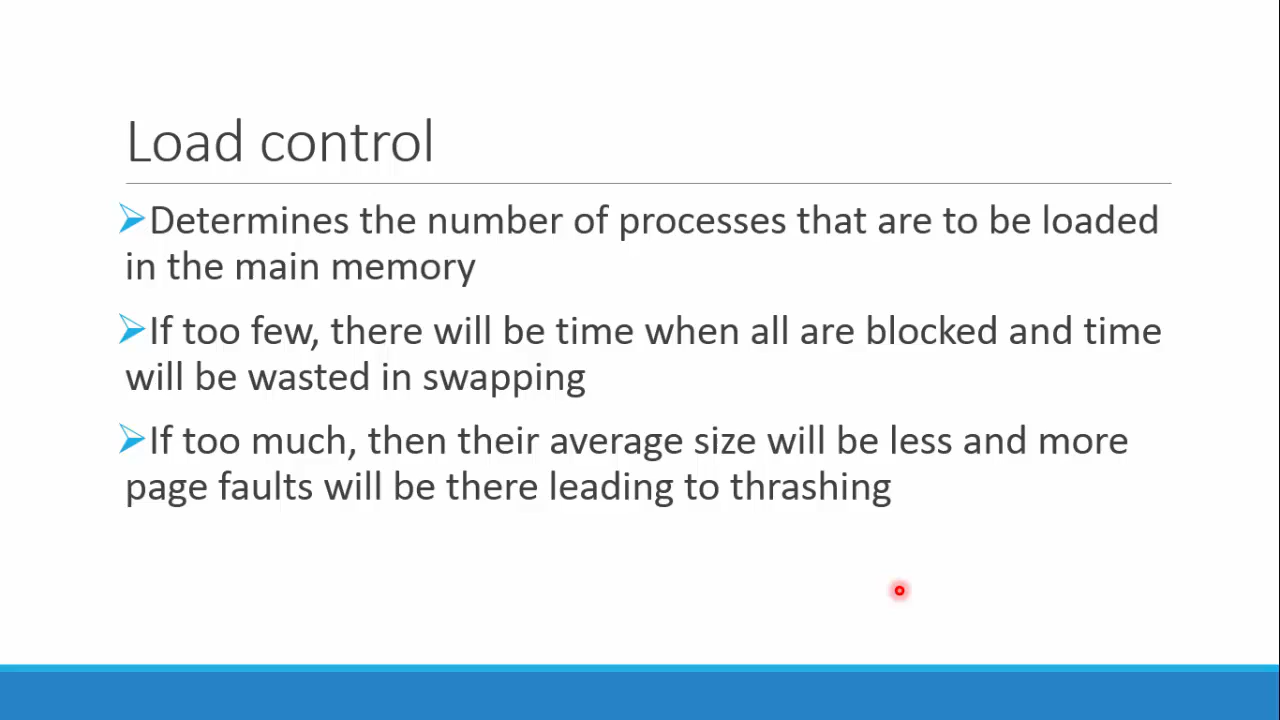 Load control
➢Determines the number of processes that are to be loaded
in the main memory
➢If too few, there will be time when all are blocked and time
will be wasted in swapping
➢If too much, then their average size will be less and more
page faults will be there leading to thrashing